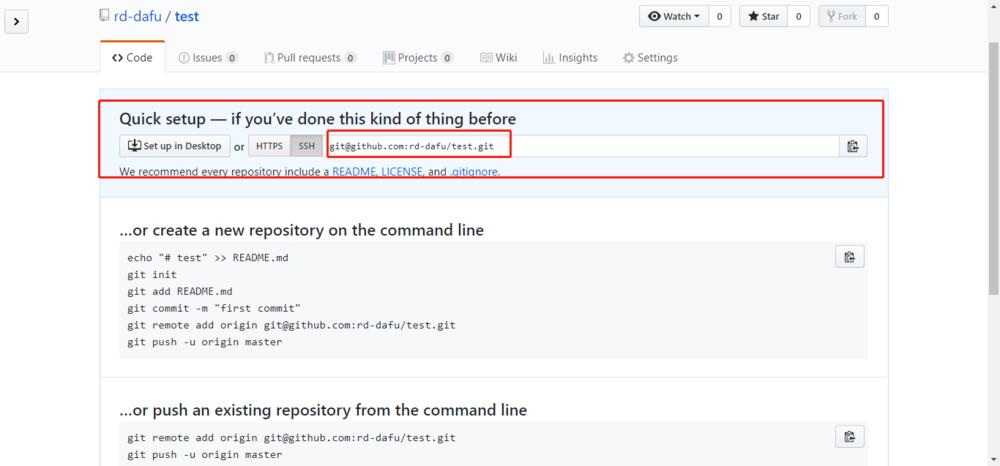 rd-dafu / test
Watch 0 Star 0 Fork 0
Code Issues 0 Pull requests 0 Projects 0 Wiki Insights Settings
Quick setup — if you’ve done this kind of thing before
Set up in Desktop or HTTPS SSH git@github.com:rd-dafu/test.git
We recommend every repository include a README, LICENSE, and .gitignore.
…or create a new repository on the command line
echo "# test" >> README.md
git init
git add README.md
git commit -m "first commit"
git remote add origin git@github.com:rd-dafu/test.git
git push -u origin master
…or push an existing repository from the command line
git remote add origin git@github.com:rd-dafu/test.git
git push -u origin master